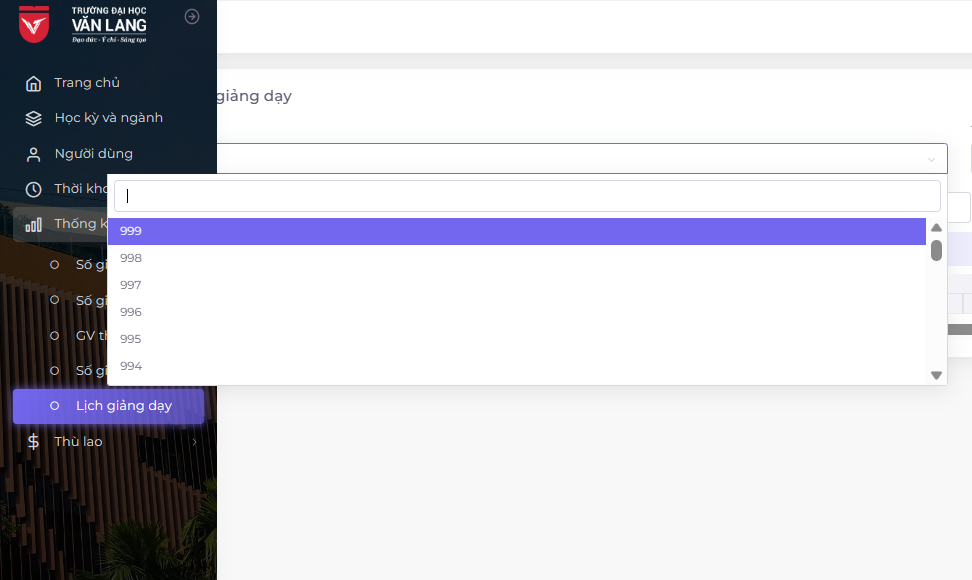 TRƯỜNG ĐẠI HỌC
VĂN LANG
Đạo đức - Ý chí - Sáng tạo
Trang chủ
Học kỳ và ngành
Người dùng
Thời kho
Thống k
Số gi
Số gi
GV th
Số gi
Lịch giảng dạy
Thù lao
giảng dạy
999
998
997
996
995
994